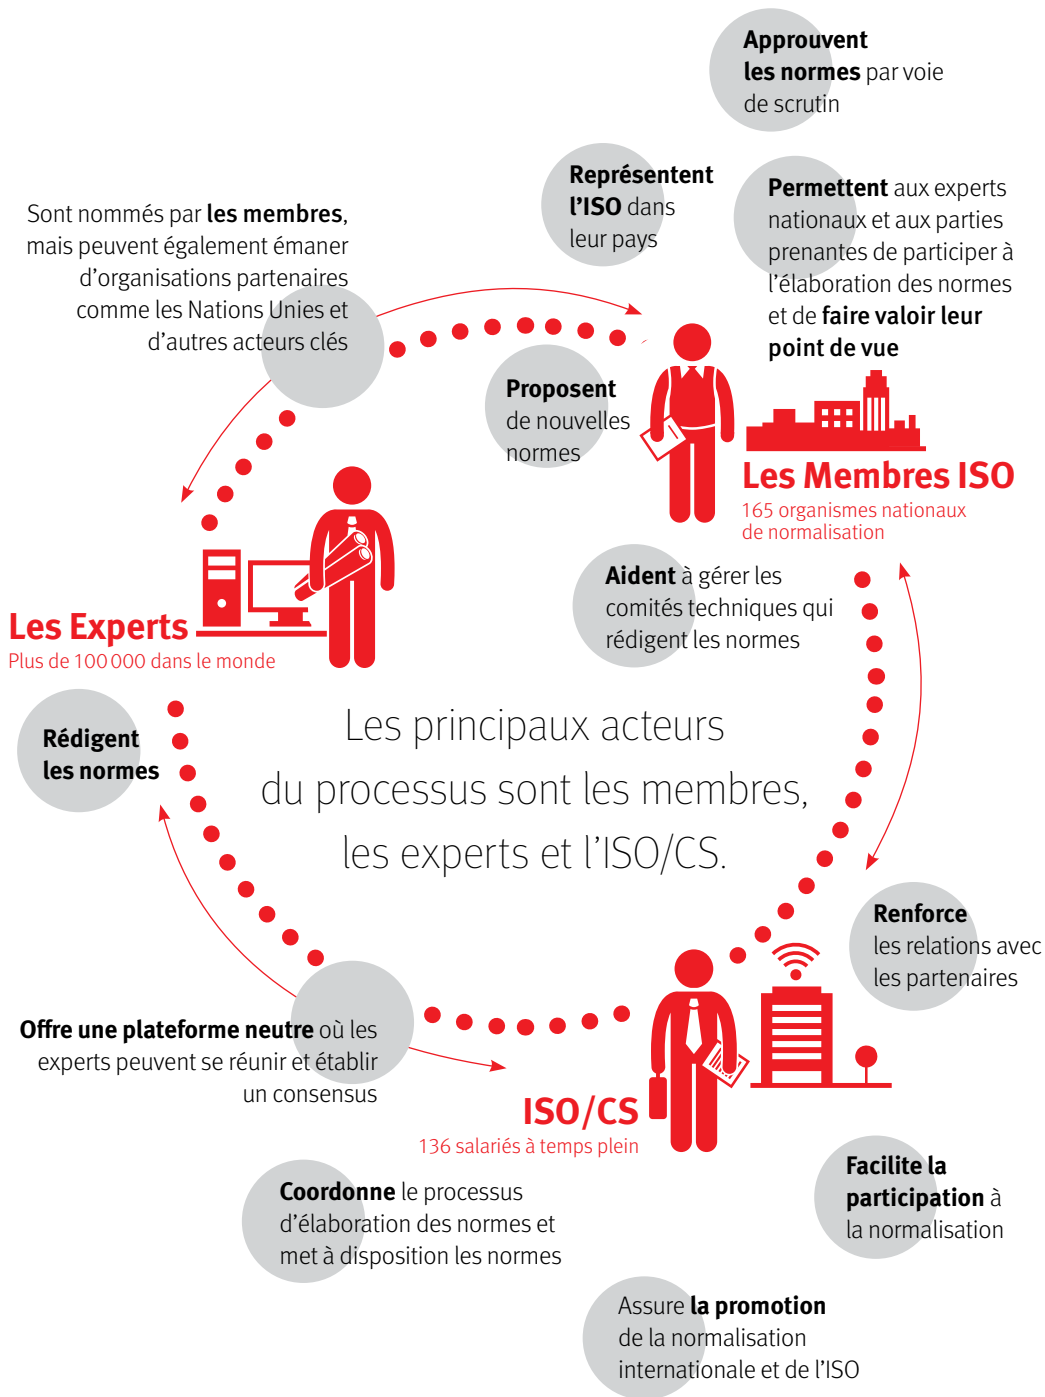 Approuvent
les normes par voie
de scrutin
Représentent
l’ISO dans
leur pays
Permettent aux experts
nationaux et aux parties
prenantes de participer à
l’élaboration des normes
et de faire valoir leur
point de vue
Sont nommés par les membres,
mais peuvent également émaner
d’organisations partenaires
comme les Nations Unies et
d’autres acteurs clés
Proposent
de nouvelles
normes
Les Membres ISO
165 organismes nationaux
de normalisation
Aident à gérer les
comités techniques qui
rédigent les normes
Les Experts
Plus de 100 000 dans le monde
Rédigent
les normes
Les principaux acteurs
du processus sont les membres,
les experts et l’ISO/CS.
Renforce
les relations avec
les partenaires
Offre une plateforme neutre où les
experts peuvent se réunir et établir
un consensus
ISO/CS
136 salariés à temps plein
Facilite la
participation à
la normalisation
Coordonne le processus
d’élaboration des normes et
met à disposition les normes
Assure la promotion
de la normalisation
internationale et de l’ISO